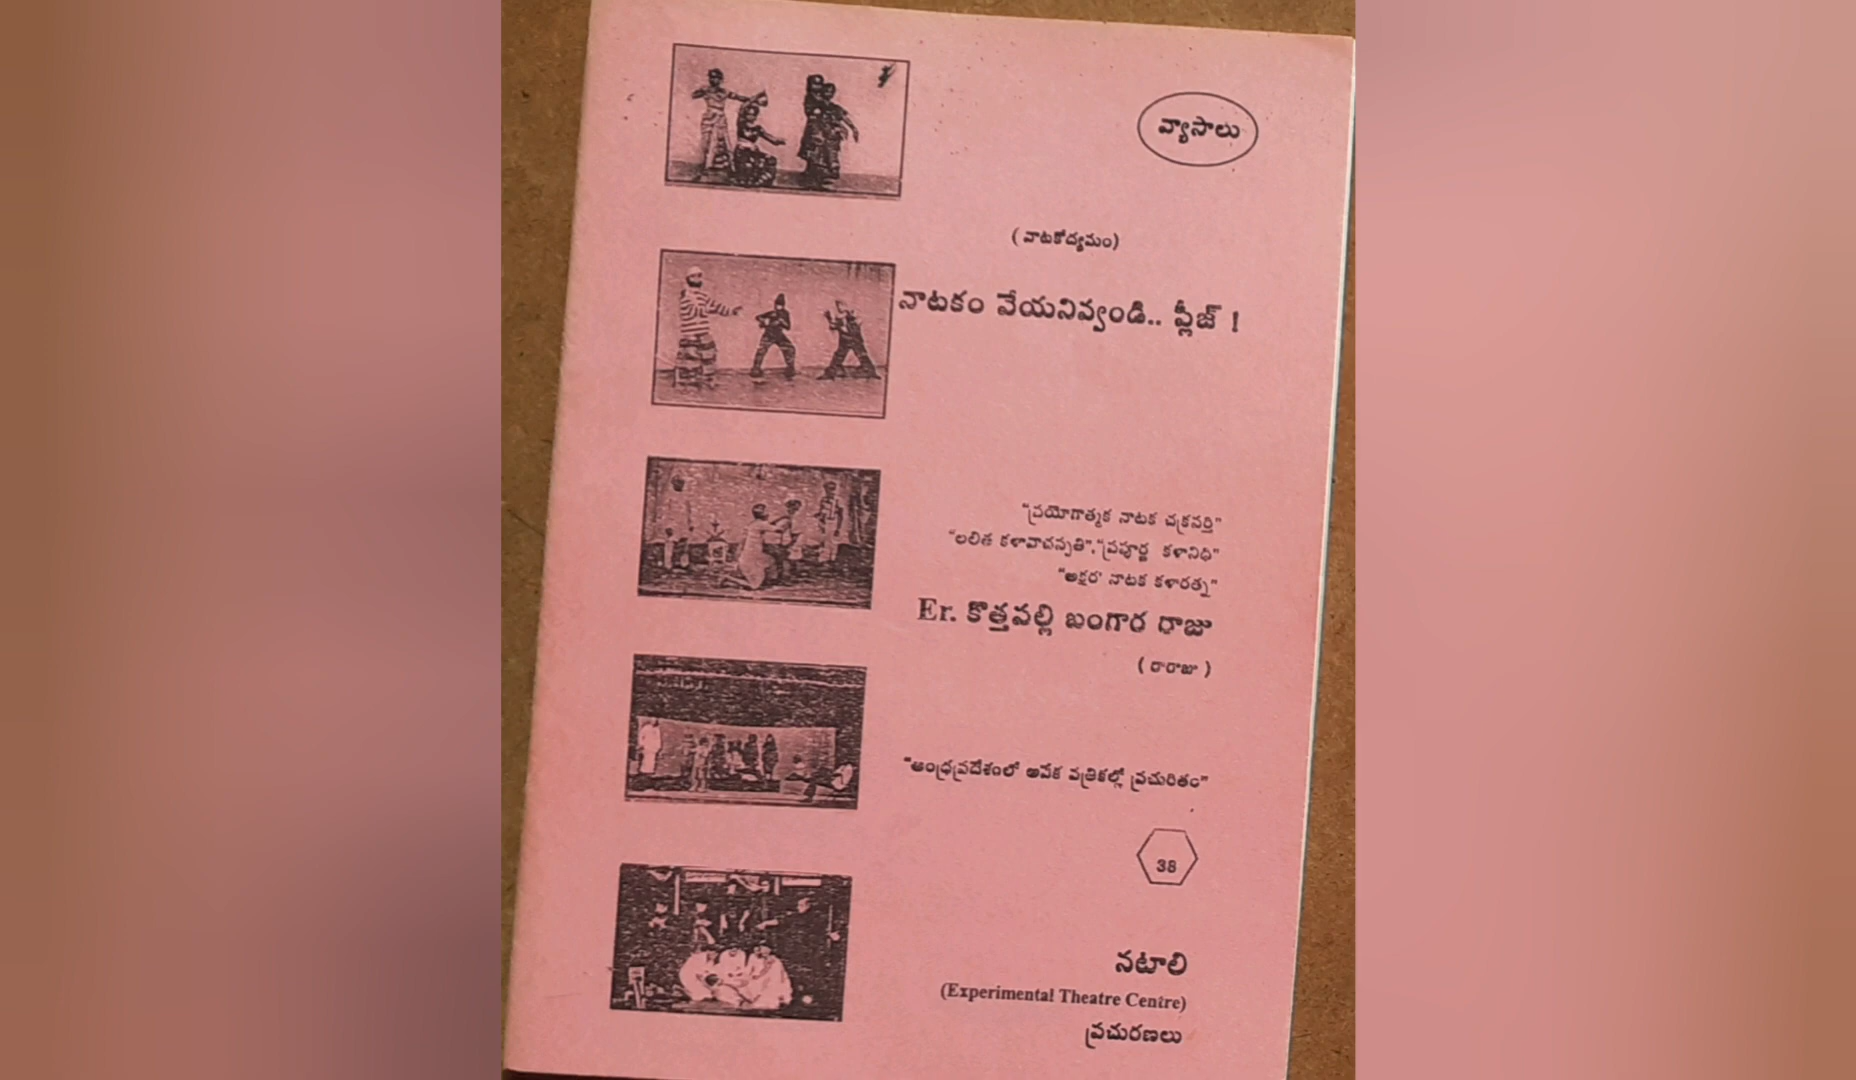 వ్యాసాలు
(నాటకోద్యమం)
నాటకం వేయనివ్వండి.. ప్లీజ్ !
"ప్రయోగాత్మక నాటక చక్రవర్తి"
"లలిత కళావాచస్పతి", "ప్రపూర్ణ కళానిధి"
"అక్షర' నాటక కళారత్న"
Er. కొత్తవల్లి బంగార రాజు
( రారాజు )
"ఆంధ్రప్రదేశంలో అనేక పత్రికల్లో ప్రచురితం"
38
నటాలి
(Experimental Theatre Centre)
ప్రచురణలు